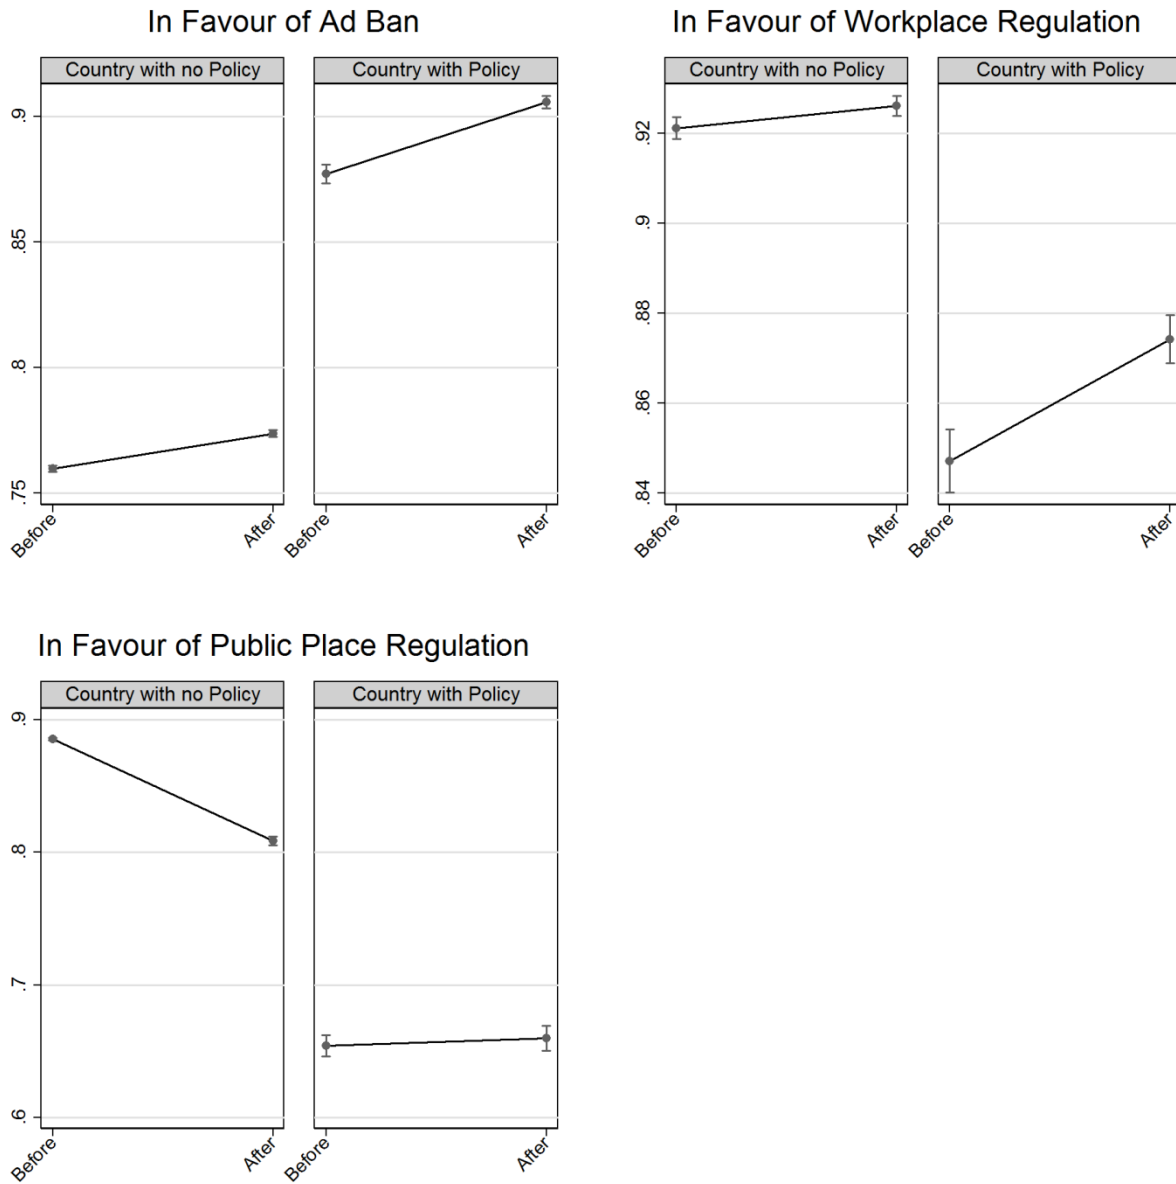 In Favour of Ad Ban
Country with no Policy
Country with Policy
.9
.85
.8
.75
Before
After
Before
After
In Favour of Workplace Regulation
Country with no Policy
Country with Policy
.92
.9
.88
.86
.84
Before
After
Before
After
In Favour of Public Place Regulation
Country with no Policy
Country with Policy
.9
.8
.7
.6
Before
After
Before
After